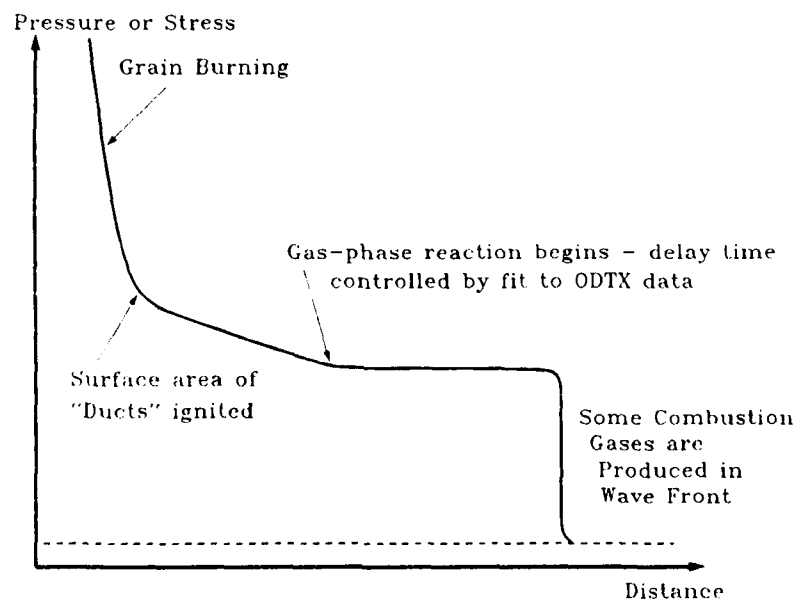 Pressure or Stress
Grain Burning
Gas-phase reaction begins - delay time
controlled by fit to ODTX data
Surface area of
"Ducts" ignited
Some Combustion
Gases are
Produced in
Wave Front
Distance